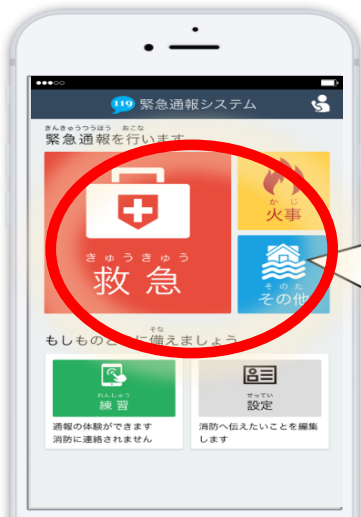 119 緊急通報システム
きんきゅうつうほう おこな
緊急通報を行います
きゅうきゅう
救急
かじ
火事
そのた
その他
そな
もしものときに備えましょう
れんしゅう
練習
通報の体験ができます
消防に連絡されません
せってい
設定
消防へ伝えたいことを編集
します